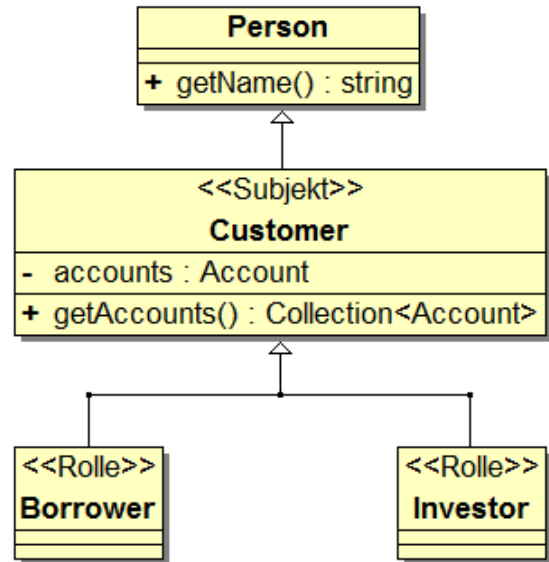 Person
+ getName() : string
<<Subjekt>>
Customer
- accounts : Account
+ getAccounts() : Collection<Account>
<<Rolle>>
Borrower
<<Rolle>>
Investor